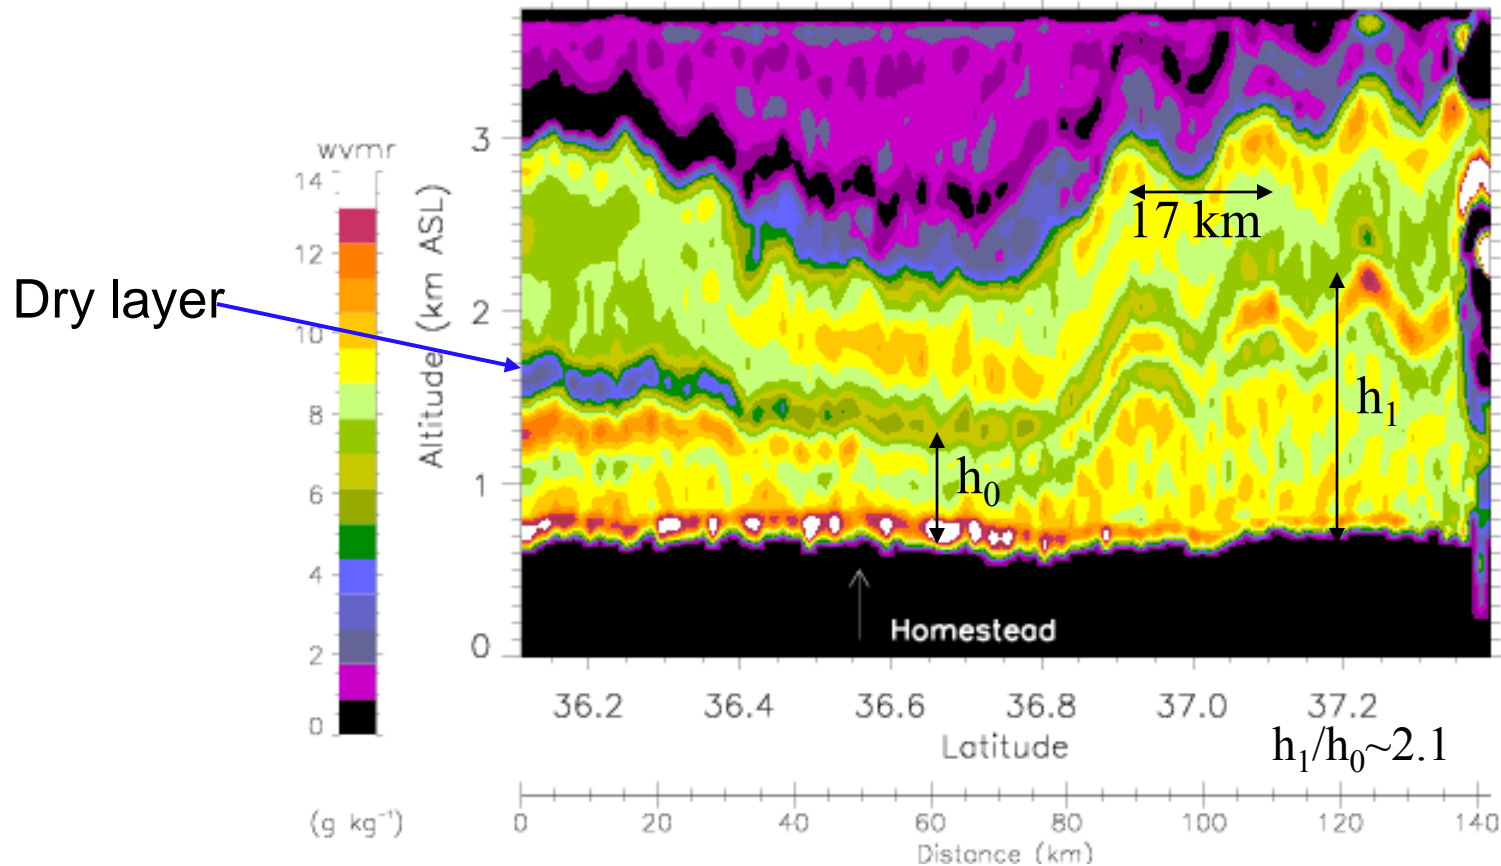 wvmr
14
12
10
8
6
4
2
0
(g kg⁻¹)
Dry layer
Altitude (km ASL)
3
2
1
0
17 km
h₁
h₀
Homestead
36.2 36.4 36.6 36.8 37.0 37.2
Latitude
h₁/h₀~2.1
0 20 40 60 80 100 120 140
Distance (km)